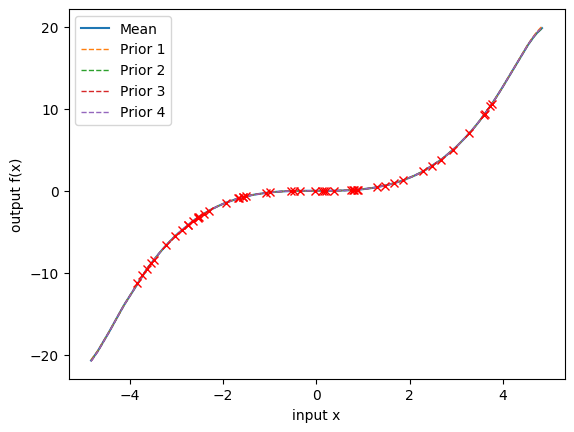 Mean
Prior 1
Prior 2
Prior 3
Prior 4
20
10
0
−10
−20
output f(x)
−4 −2 0 2 4
input x